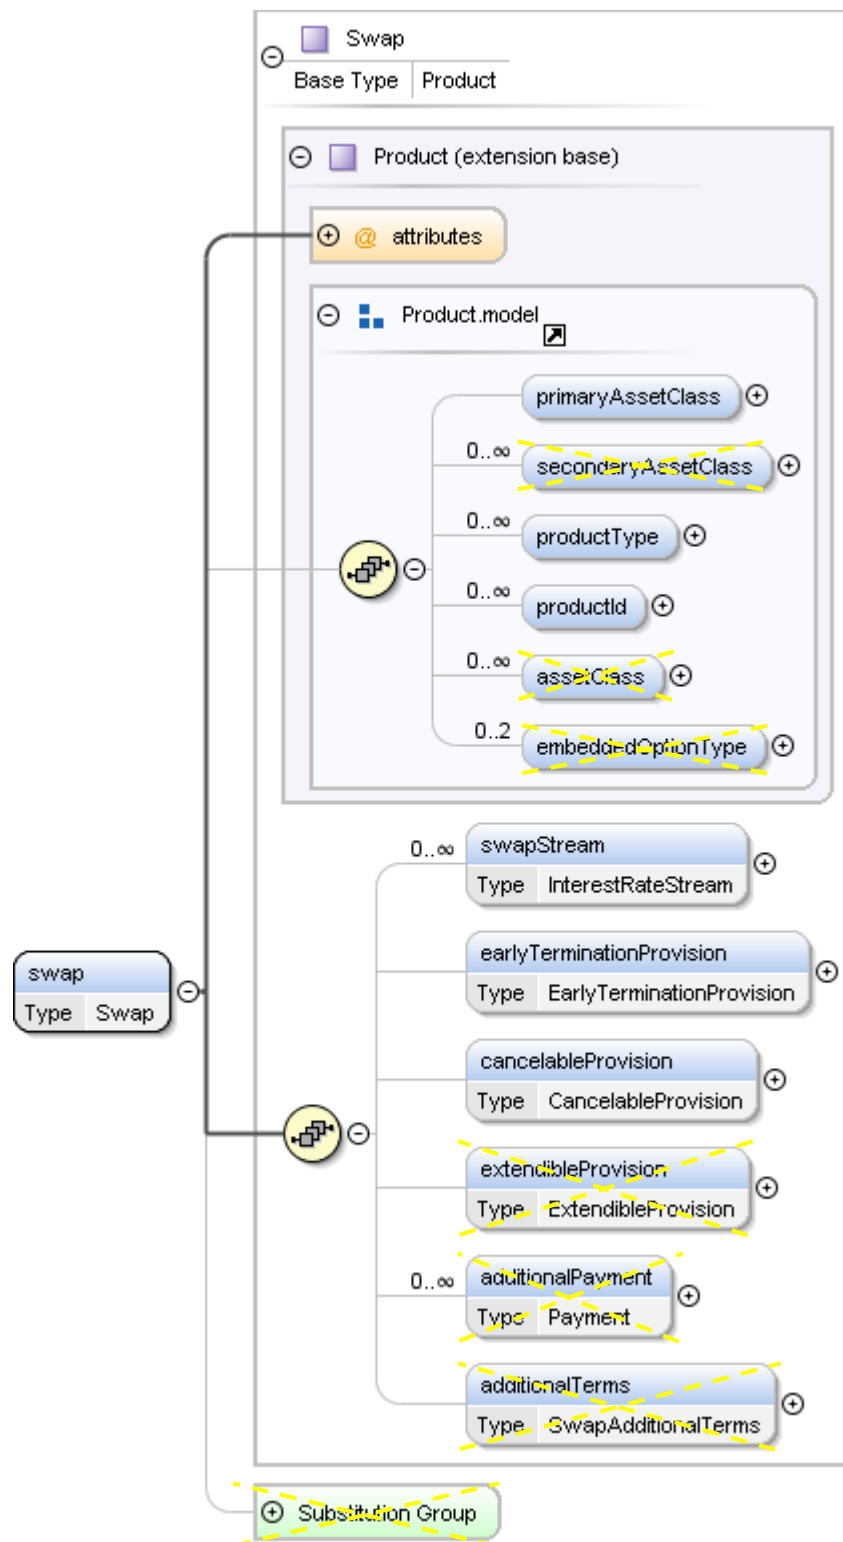 Swap
Base Type Product
Product (extension base)
@ attributes
Product.model
primaryAssetClass
0..∞
secondaryAssetClass
0..∞
productType
0..∞
productId
0..∞
assetClass
0..2
embeddedOptionType
0..∞
swapStream
Type InterestRateStream
earlyTerminationProvision
Type EarlyTerminationProvision
swap
Type Swap
cancelableProvision
Type CancelableProvision
extendibleProvision
Type ExtendibleProvision
0..∞
additionalPayment
Type Payment
additionalTerms
Type SwapAdditionalTerms
Substitution Group